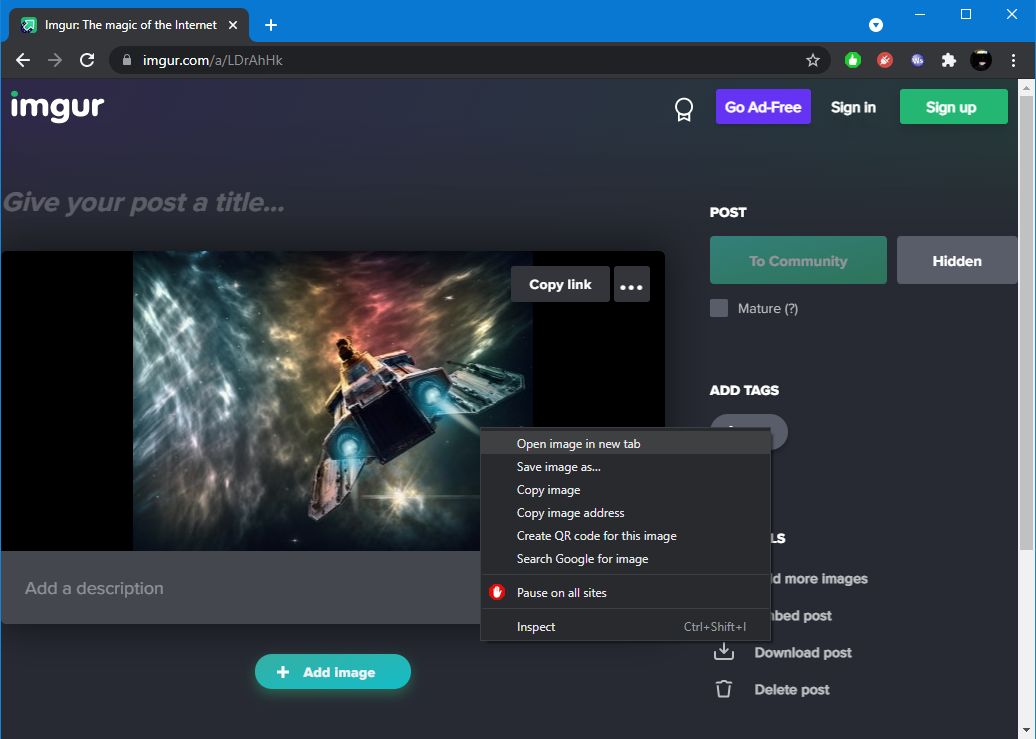 Imgur: The magic of the Internet
imgur.com/a/LDrAhHk
imgur
Go Ad-Free
Sign in
Sign up
Give your post a title...
POST
To Community
Hidden
Mature (?)
Copy link
ADD TAGS
Open image in new tab
Save image as...
Copy image
Copy image address
Create QR code for this image
Search Google for image
Pause on all sites
Inspect
Ctrl+Shift+I
Add a description
LS
d more images
bed post
Download post
Delete post
+ Add image